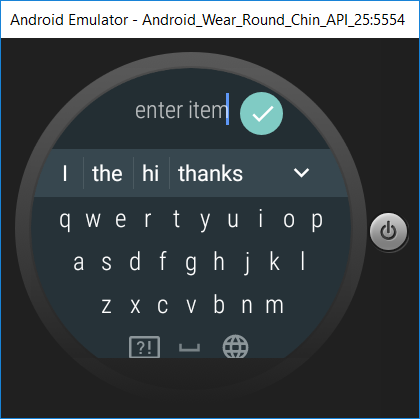 Android Emulator - Android_Wear_Round_Chin_API_25:5554
enter item
I the hi thanks
q w e r t y u i o p
a s d f g h j k l
z x c v b n m
?!